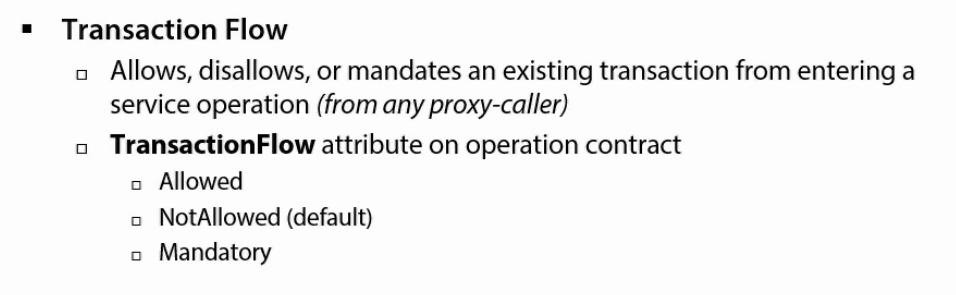 Transaction Flow
Allows, disallows, or mandates an existing transaction from entering a
service operation (from any proxy-caller)
TransactionFlow attribute on operation contract
Allowed
NotAllowed (default)
Mandatory